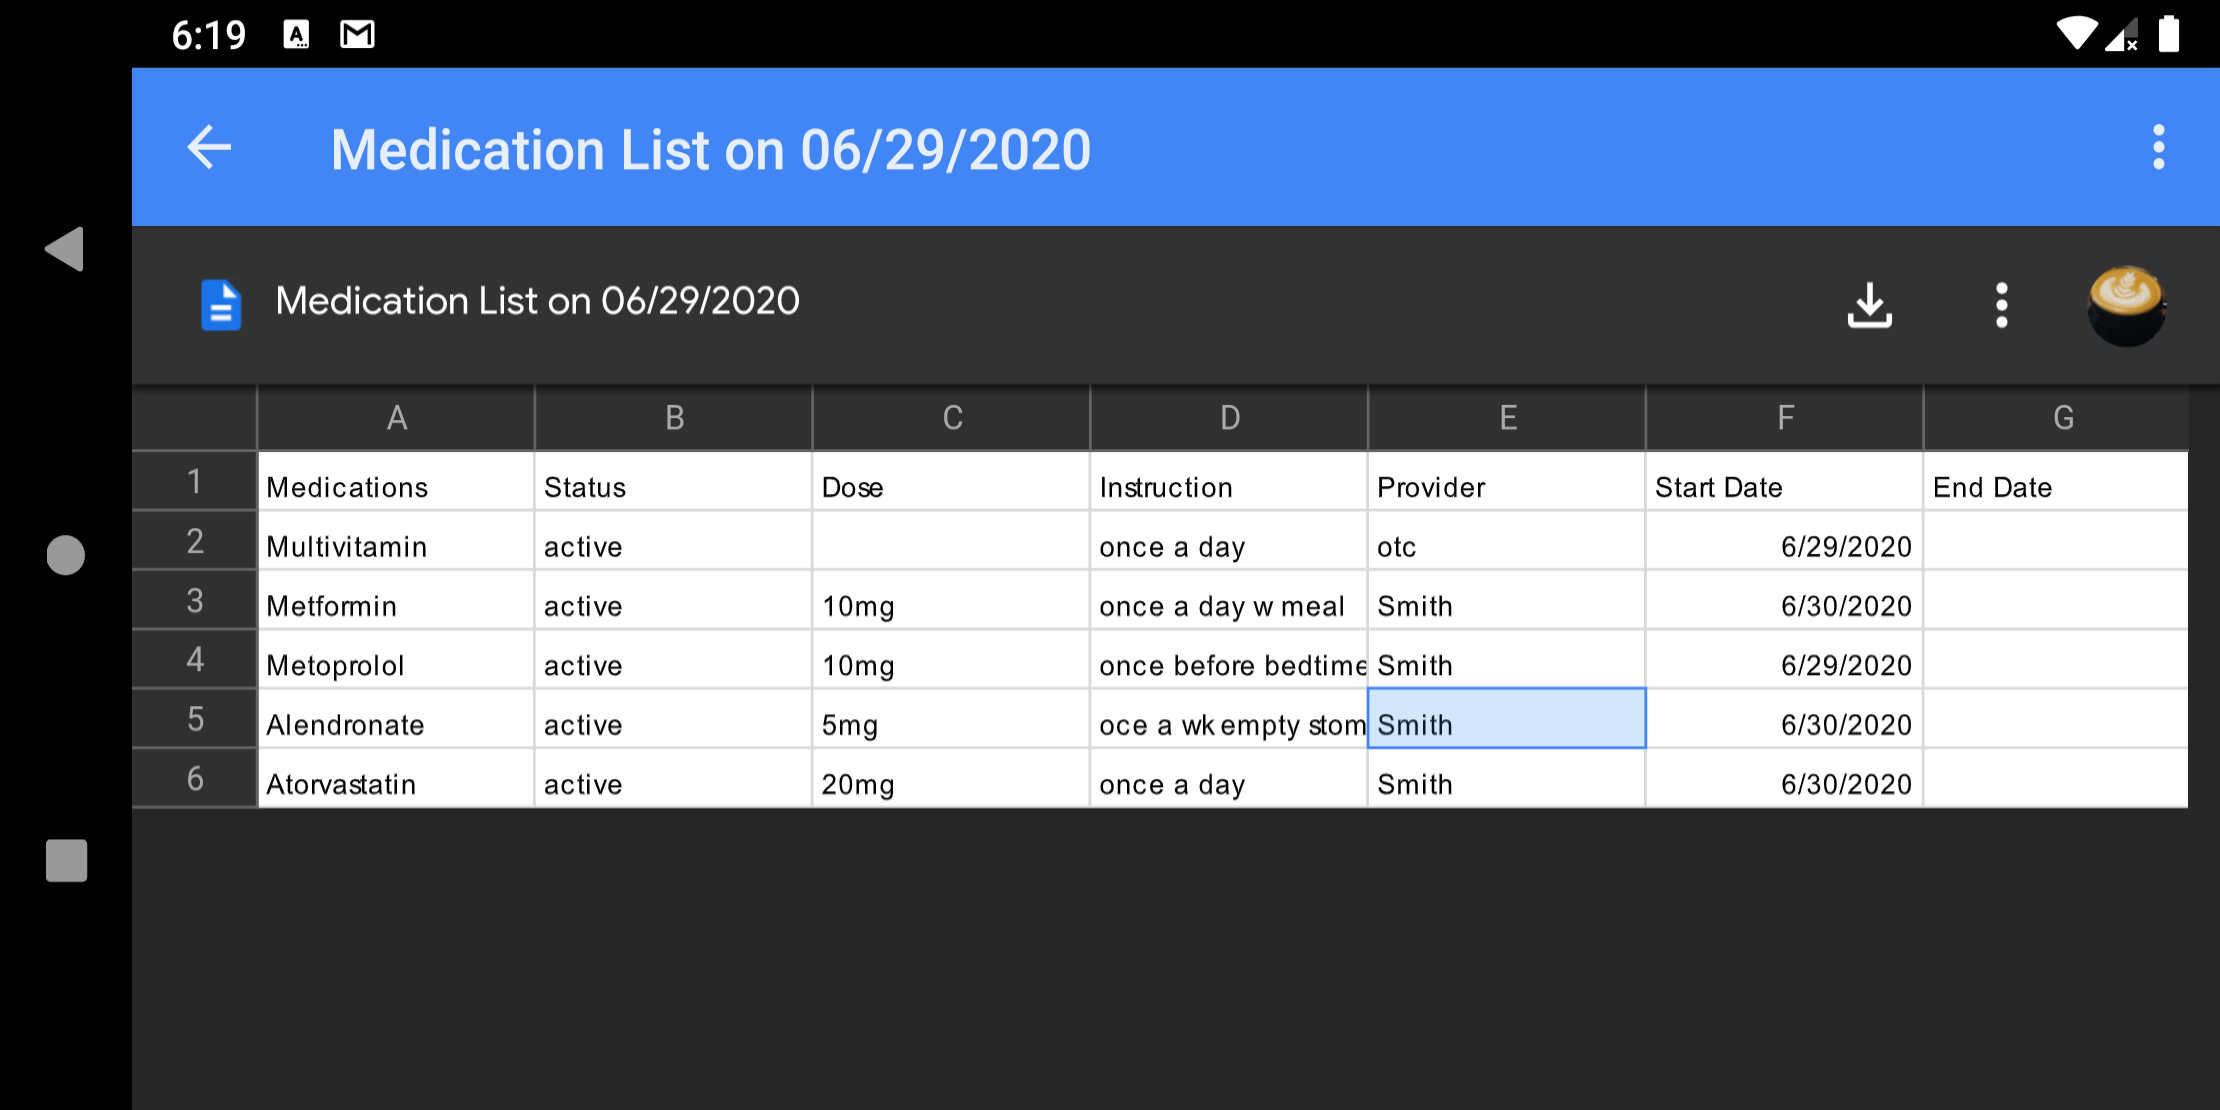 6:19
Medication List on 06/29/2020
Medication List on 06/29/2020
A B C D E F G
1 Medications Status Dose Instruction Provider Start Date End Date
2 Multivitamin active once a day otc 6/29/2020
3 Metformin active 10mg once a day w meal Smith 6/30/2020
4 Metoprolol active 10mg once before bedtime Smith 6/29/2020
5 Alendronate active 5mg oce a wk empty stom Smith 6/30/2020
6 Atorvastatin active 20mg once a day Smith 6/30/2020